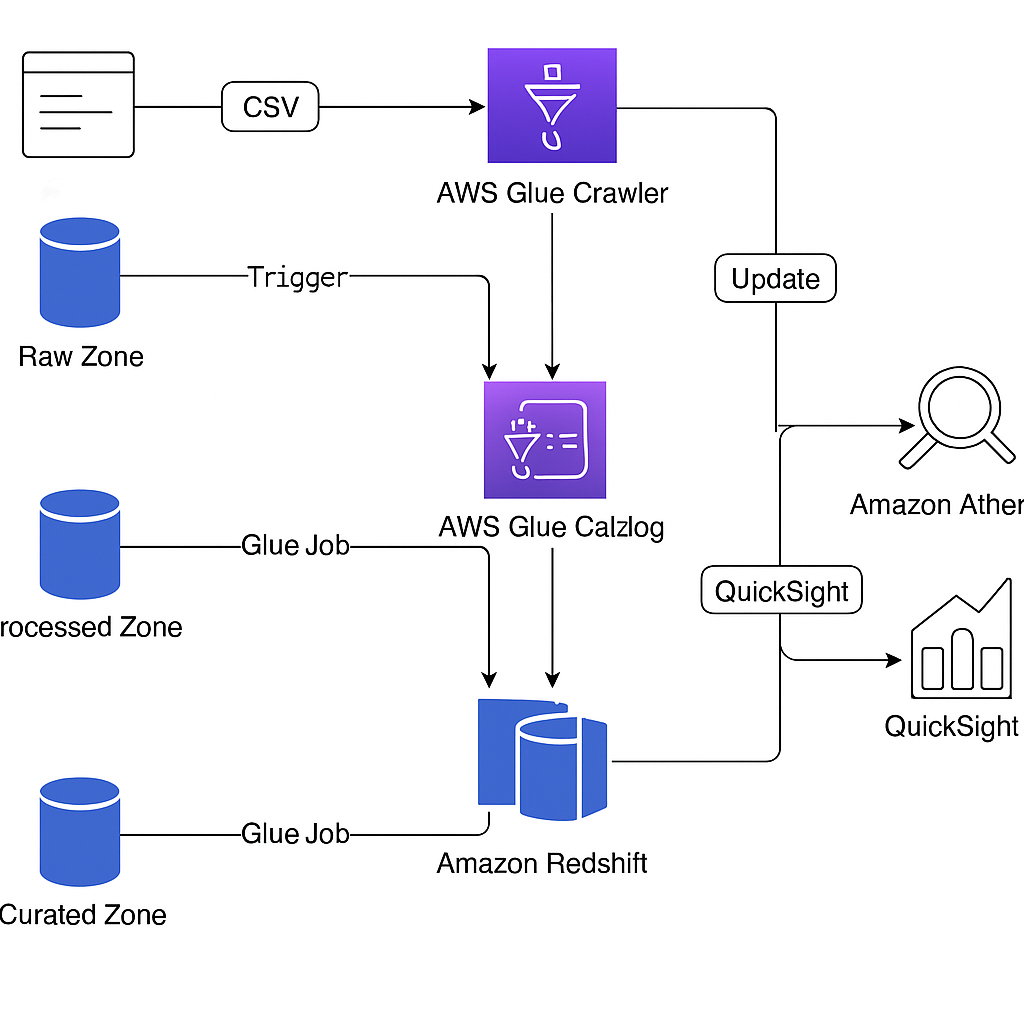 CSV
AWS Glue Crawler
Trigger
Update
Raw Zone
Amazon Ather
AWS Glue Calzlog
Glue Job
QuickSight
rocessed Zone
QuickSight
Glue Job
Amazon Redshift
Curated Zone